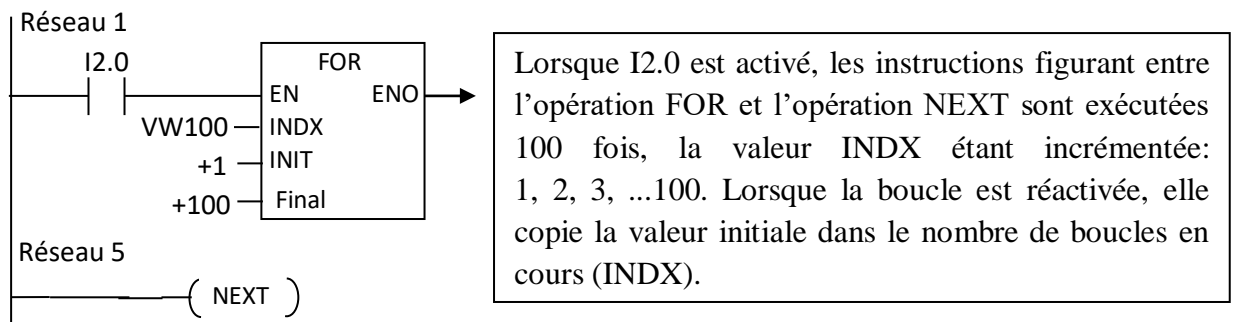 Réseau 1
I2.0
FOR
EN ENO
VW100 INDX
+1 INIT
+100 Final
Réseau 5
NEXT
Lorsque I2.0 est activé, les instructions figurant entre
l’opération FOR et l’opération NEXT sont exécutées
100 fois, la valeur INDX étant incrémentée:
1, 2, 3, ...100. Lorsque la boucle est réactivée, elle
copie la valeur initiale dans le nombre de boucles en
cours (INDX).